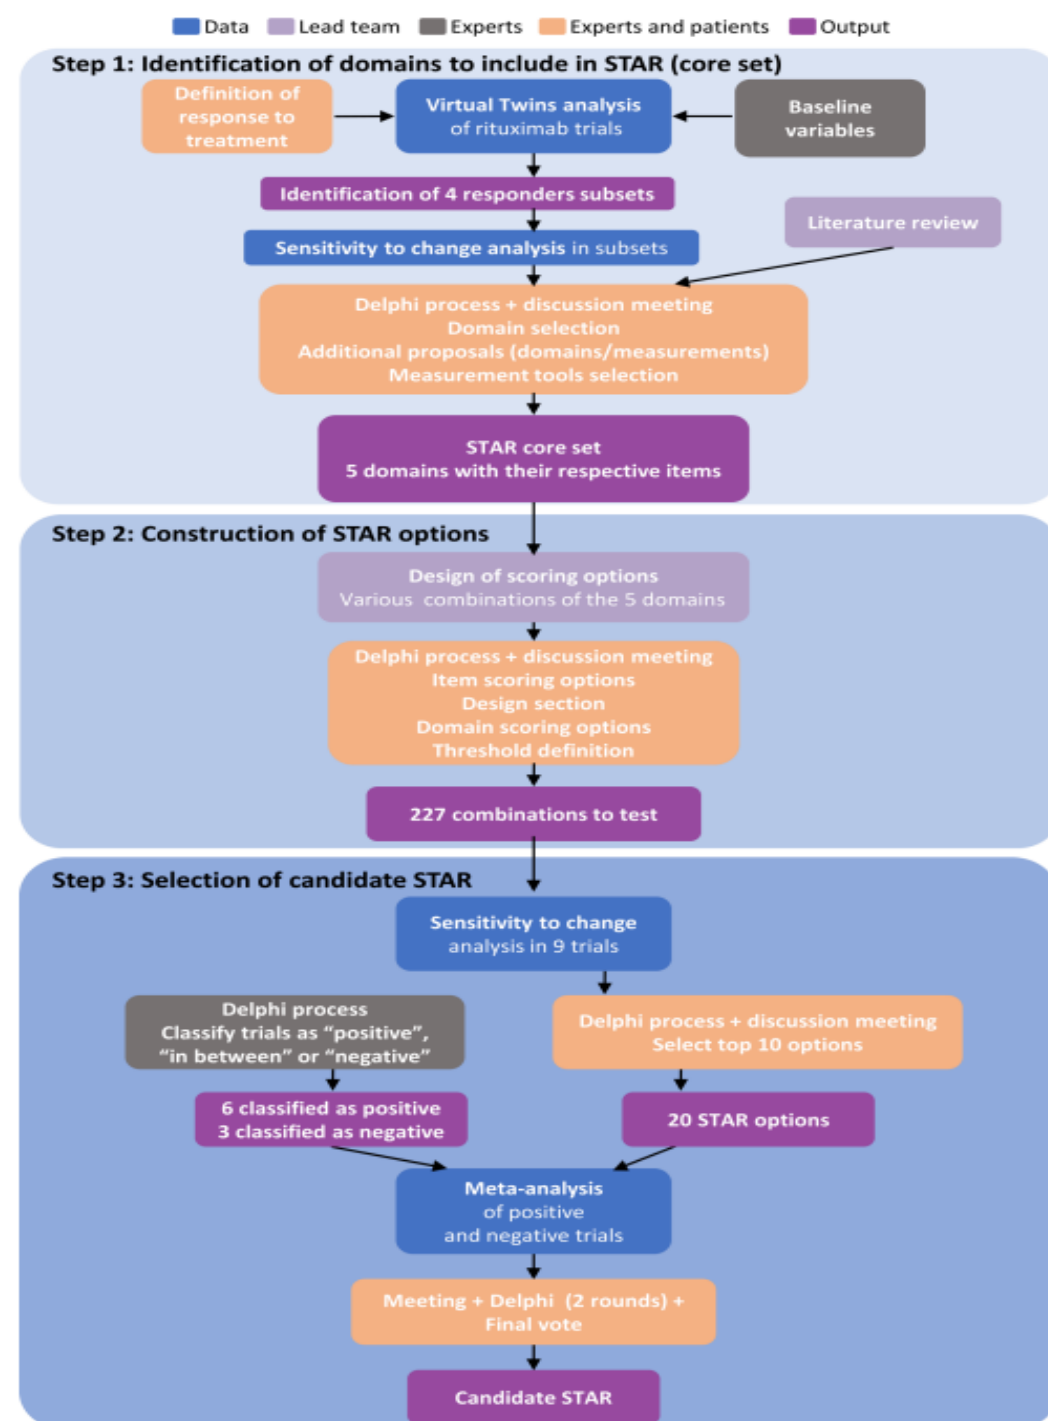 Data Lead team Experts Experts and patients Output
Step 1: Identification of domains to include in STAR (core set)
Definition of
response to
treatment
Virtual Twins analysis
of rituximab trials
Baseline
variables
Identification of 4 responders subsets
Literature review
Sensitivity to change analysis in subsets
Delphi process + discussion meeting
Domain selection
Additional proposals (domains/measurements)
Measurement tools selection
STAR core set
5 domains with their respective items
Step 2: Construction of STAR options
Design of scoring options
Various combinations of the 5 domains
Delphi process + discussion meeting
Item scoring options
Design section
Domain scoring options
Threshold definition
227 combinations to test
Step 3: Selection of candidate STAR
Sensitivity to change
analysis in 9 trials
Delphi process
Classify trials as “positive”,
“in between” or “negative”
Delphi process + discussion meeting
Select top 10 options
6 classified as positive
3 classified as negative
20 STAR options
Meta-analysis
of positive
and negative trials
Meeting + Delphi (2 rounds) +
Final vote
Candidate STAR